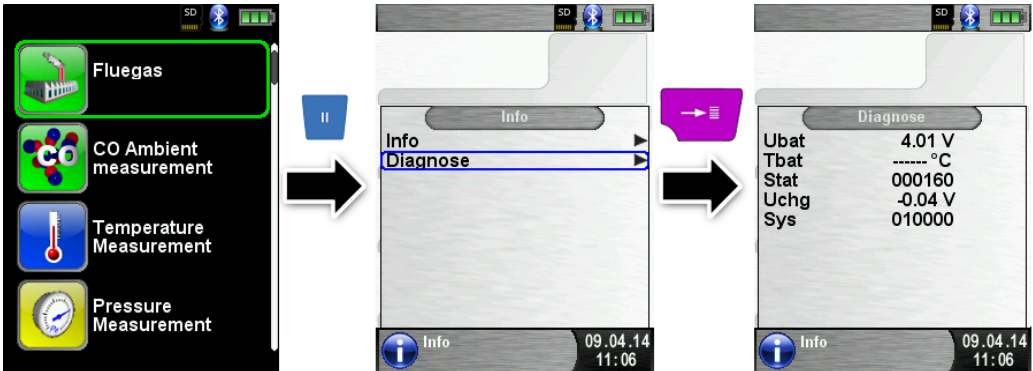 SD
Fluegas
CO
CO Ambient
measurement
Temperature
Measurement
Pressure
Measurement
II
SD
Info
Info
Diagnose
Info
09.04.14
11:06
SD
Diagnose
Ubat 4.01 V
Tbat ------ °C
Stat 000160
Uchg -0.04 V
Sys 010000
Info
09.04.14
11:06